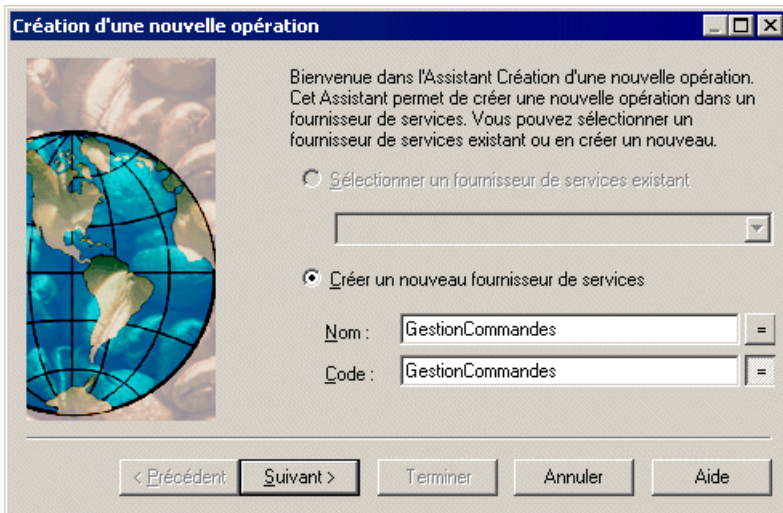 Création d'une nouvelle opération
Bienvenue dans l'Assistant Création d'une nouvelle opération.
Cet Assistant permet de créer une nouvelle opération dans un
fournisseur de services. Vous pouvez sélectionner un
fournisseur de services existant ou en créer un nouveau.
Sélectionner un fournisseur de services existant
Créer un nouveau fournisseur de services
Nom : GestionCommandes =
Code : GestionCommandes =
< Précédent Suivant > Terminer Annuler Aide